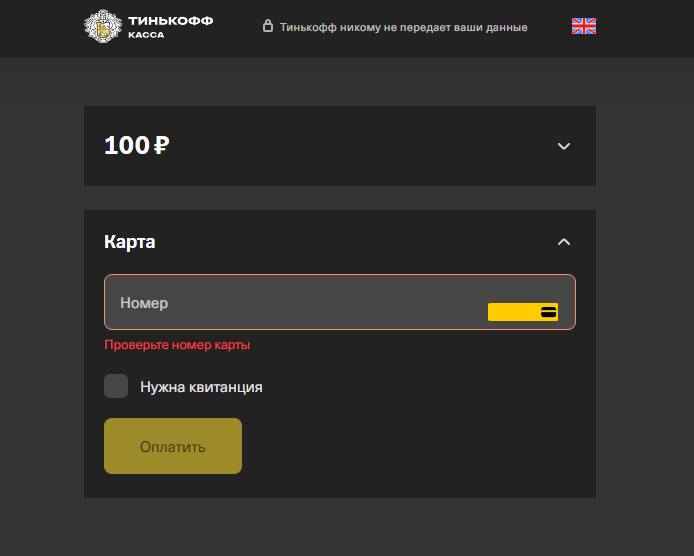 ТИНЬКОФФ
КАССА
Тинькофф никому не передает ваши данные
100 ₽
Карта
Номер
Проверьте номер карты
Нужна квитанция
Оплатить